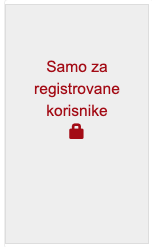 Samo za
registrovane
korisnike